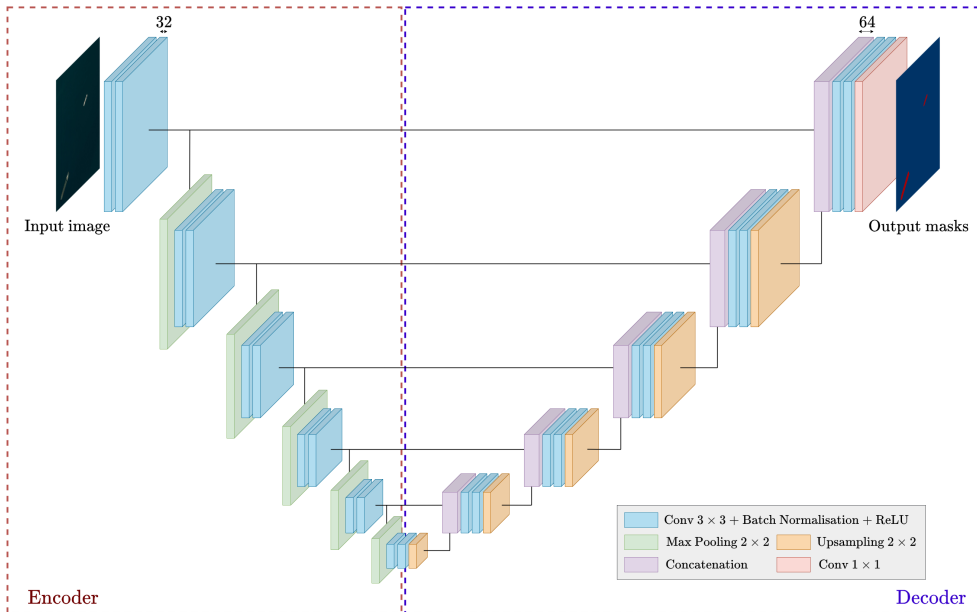 32
64
Input image
Output masks
Conv 3 × 3 + Batch Normalisation + ReLU
Max Pooling 2 × 2
Upsampling 2 × 2
Concatenation
Conv 1 × 1
Encoder
Decoder